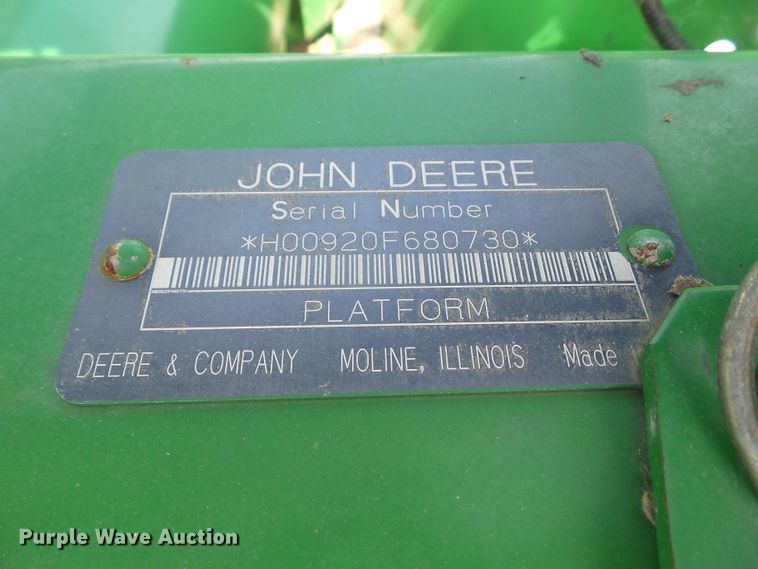 JOHN DEERE
Serial Number
*H00920F680730*
PLATFORM
DEERE & COMPANY MOLINE, ILLINOIS Made
Purple Wave Auction